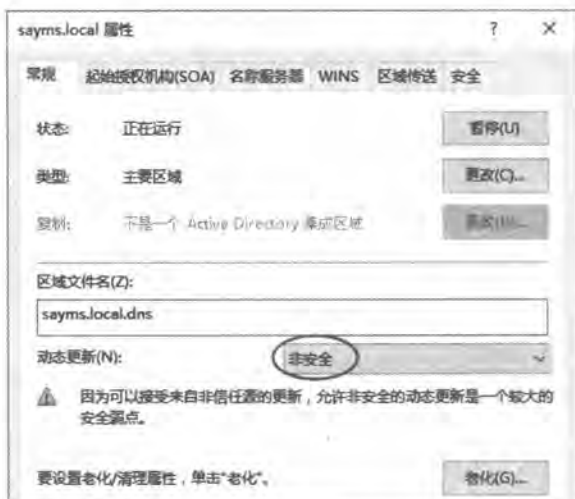 sayms.local 属性 ? ×
常规 起始授权机构(SOA) 名称服务器 WINS 区域传送 安全
状态: 正在运行 暂停(U)
类型: 主要区域 更改(C)...
复制: 不是一个 Active Directory 集成区域
区域文件名(Z):
sayms.local.dns
动态更新(N): 非安全
因为可以接受来自非信任源的更新,允许非安全的动态更新是一个较大的
安全弱点。
要设置老化/清理属性,单击"老化"。 老化(G)...